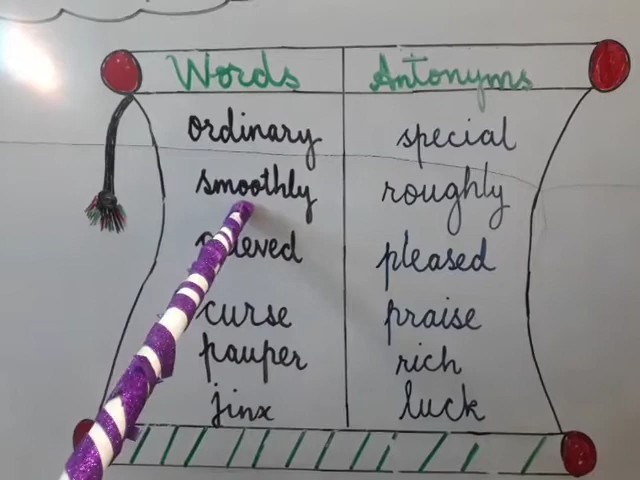 Words Antonyms
ordinary special
smoothly roughly
pleased
curse praise
pauper rich
jinx luck